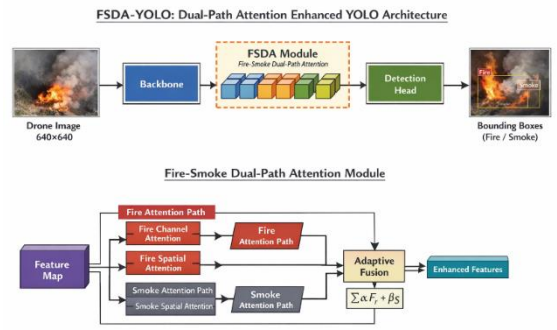 FSDA-YOLO: Dual-Path Attention Enhanced YOLO Architecture
FSDA Module
Fire-Smoke Dual-Path Attention
Backbone
Detection
Head
Fire
Smoke
Drone Image
640×640
Bounding Boxes
(Fire / Smoke)
Fire-Smoke Dual-Path Attention Module
Fire Attention Path
Fire Channel
Attention
Fire
Attention Path
Feature
Map
Fire Spatial Attention
Adaptive
Fusion
Enhanced Features
Smoke Attention Path
Smoke Spatial Attention
Smoke
Attention Path
∑αFr + βS